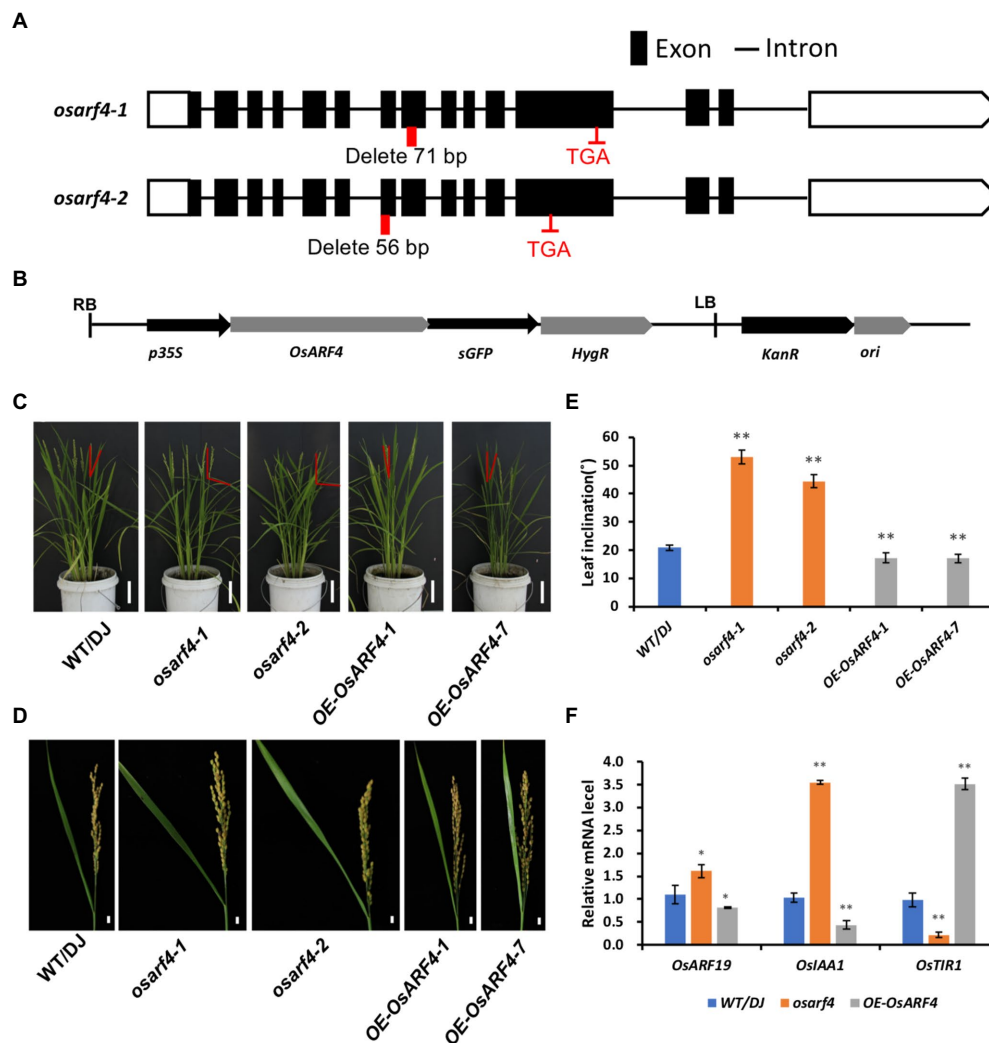 A
Exon
Intron
osarf4-1
Delete 71 bp
TGA
osarf4-2
Delete 56 bp
TGA
B
RB
LB
p35S
OsARF4
sGFP
HygR
KanR
ori
C
WT/DJ
osarf4-1
osarf4-2
OE-OsARF4-1
OE-OsARF4-7
D
WT/DJ
osarf4-1
osarf4-2
OE-OsARF4-1
OE-OsARF4-7
E
Leaf inclination(°)
60
50
40
30
20
10
0
**
**
**
**
WT/DJ
osarf4-1
osarf4-2
OE-OsARF4-1
OE-OsARF4-7
F
Relative mRNA lecel
4.0
3.5
3.0
2.5
2.0
1.5
1.0
0.5
0.0
*
*
**
**
**
**
OsARF19
OsIAA1
OsTIR1
WT/DJ
osarf4
OE-OsARF4